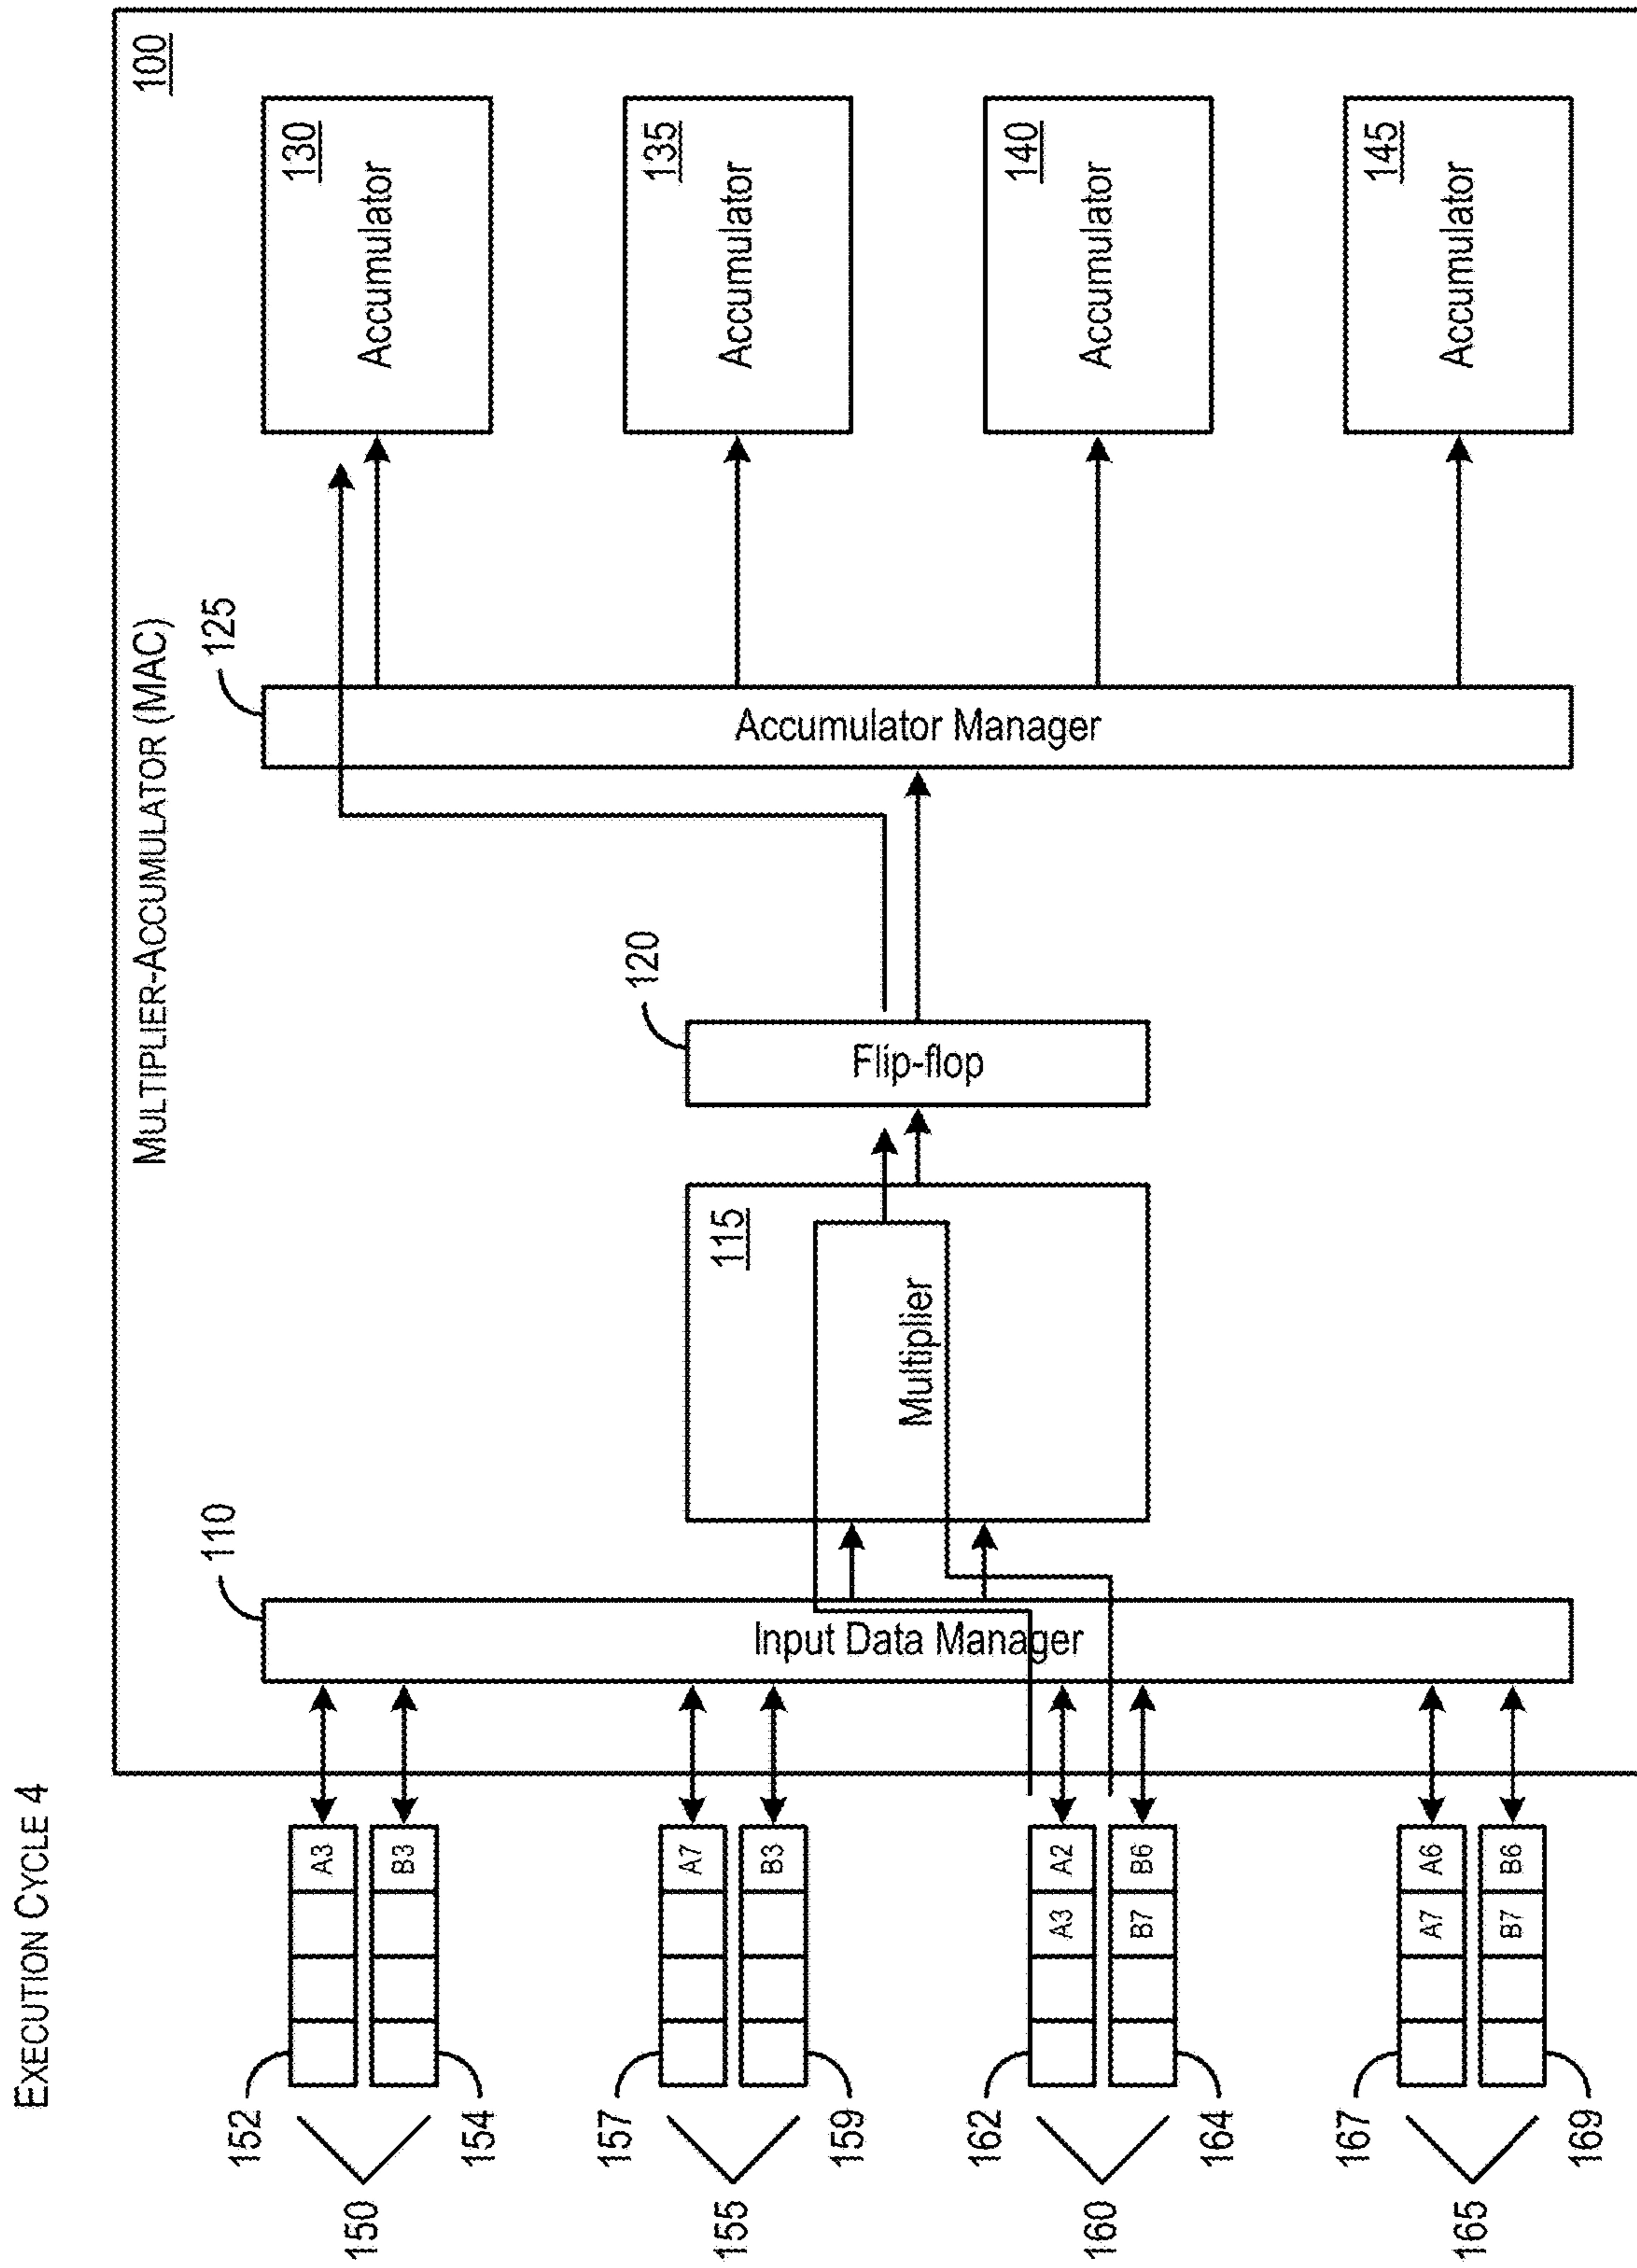 EXECUTION CYCLE 4
MULTIPLIER-ACCUMULATOR (MAC)
100
150
152
154
A3
B3
155
157
159
A7
B3
160
162
164
A3 A2
B7 B6
165
167
169
A7 A6
B7 B6
110
Input Data Manager
115
Multiplier
120
Flip-flop
125
Accumulator Manager
130
Accumulator
135
Accumulator
140
Accumulator
145
Accumulator